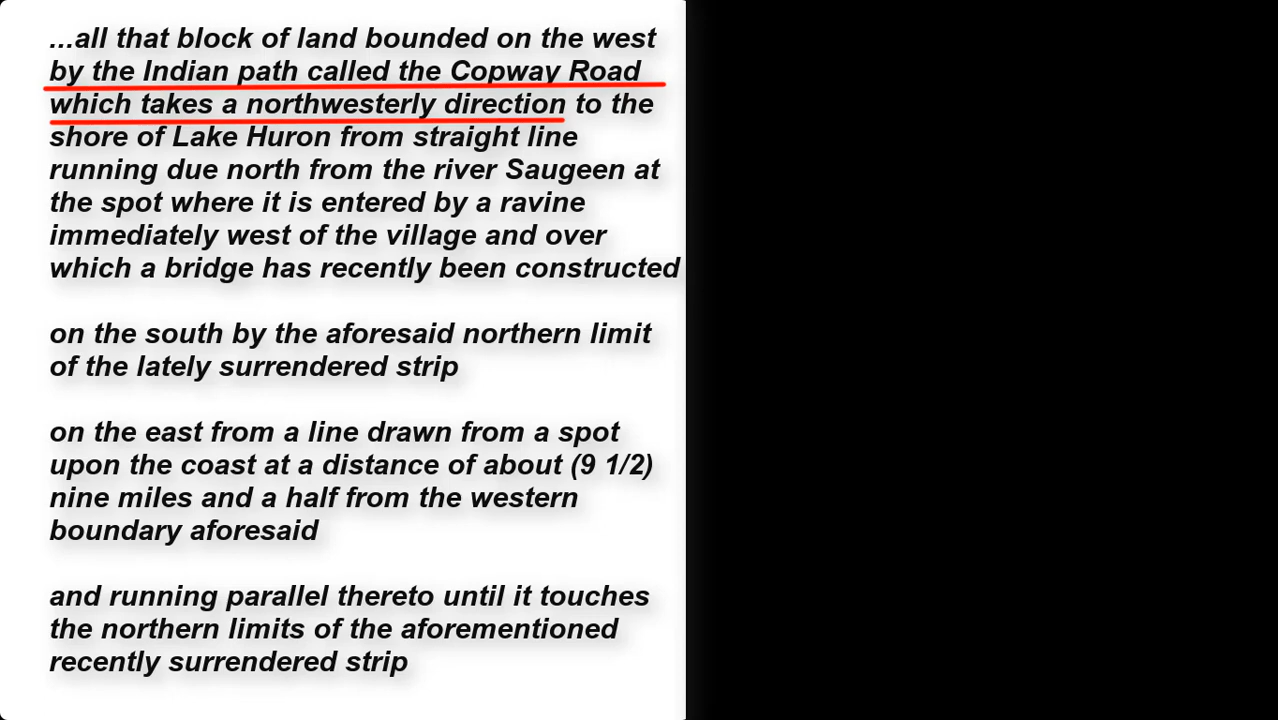 ...all that block of land bounded on the west
by the Indian path called the Copway Road
which takes a northwesterly direction to the
shore of Lake Huron from straight line
running due north from the river Saugeen at
the spot where it is entered by a ravine
immediately west of the village and over
which a bridge has recently been constructed
on the south by the aforesaid northern limit
of the lately surrendered strip
on the east from a line drawn from a spot
upon the coast at a distance of about (9 1/2)
nine miles and a half from the western
boundary aforesaid
and running parallel thereto until it touches
the northern limits of the aforementioned
recently surrendered strip